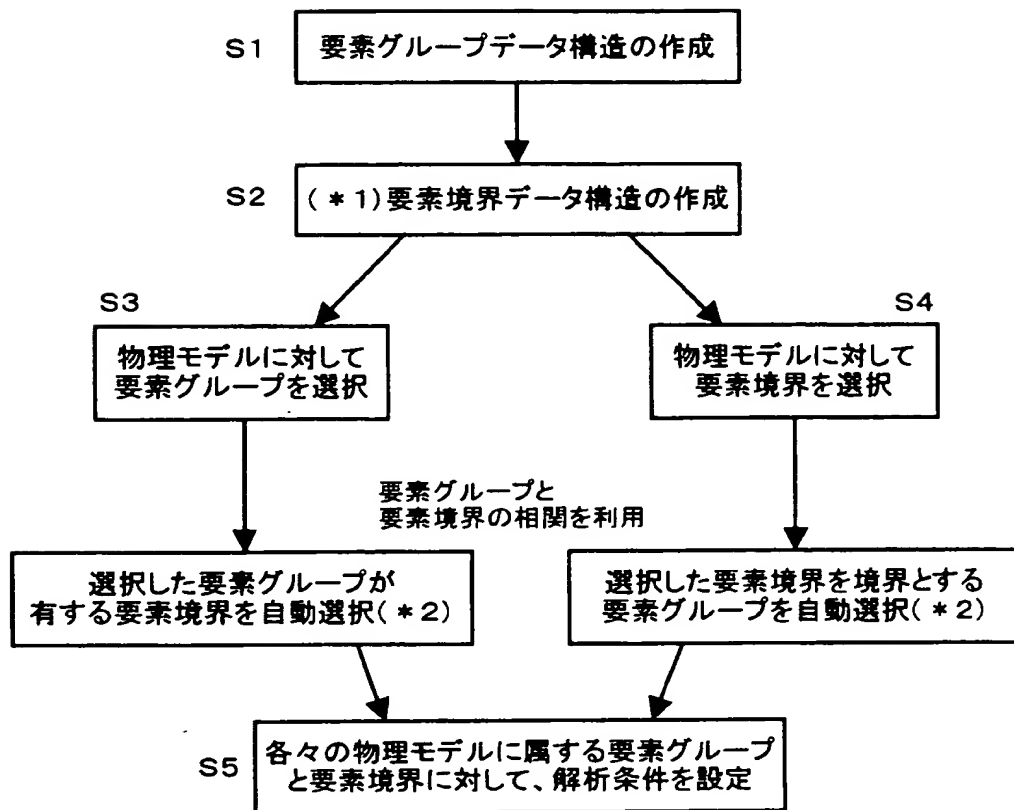 S1
要素グループデータ構造の作成
S2
(*1)要素境界データ構造の作成
S3
物理モデルに対して
要素グループを選択
S4
物理モデルに対して
要素境界を選択
要素グループと
要素境界の相関を利用
選択した要素グループが
有する要素境界を自動選択(*2)
選択した要素境界を境界とする
要素グループを自動選択(*2)
S5
各々の物理モデルに属する要素グループ
と要素境界に対して、解析条件を設定